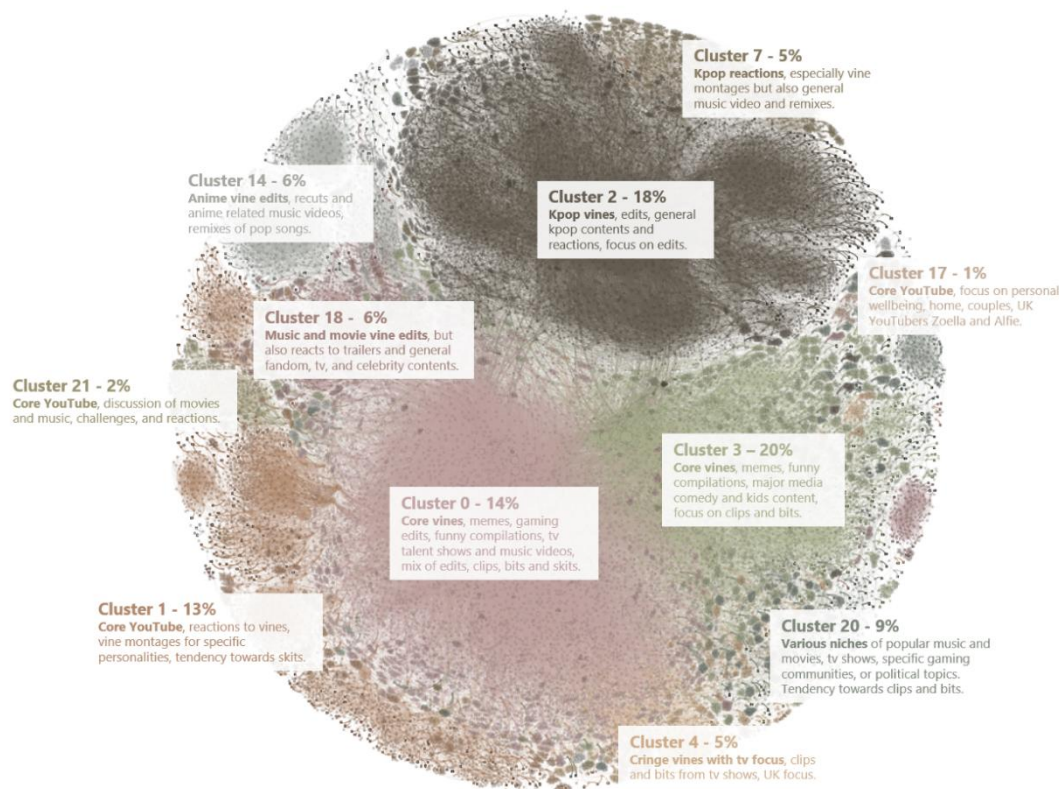 Cluster 7 - 5%
Kpop reactions, especially vine
montages but also general
music video and remixes.
Cluster 14 - 6%
Anime vine edits, recuts and
anime related music videos,
remixes of pop songs.
Cluster 2 - 18%
Kpop vines, edits, general
kpop contents and
reactions, focus on edits.
Cluster 17 - 1%
Core YouTube, focus on personal
wellbeing, home, couples, UK
YouTubers Zoella and Alfie.
Cluster 18 - 6%
Music and movie vine edits, but
also reacts to trailers and general
fandom, tv, and celebrity contents.
Cluster 21 - 2%
Core YouTube, discussion of movies
and music, challenges, and reactions.
Cluster 3 – 20%
Core vines, memes, funny
compilations, major media
comedy and kids content,
focus on clips and bits.
Cluster 0 - 14%
Core vines, memes, gaming
edits, funny compilations, tv
talent shows and music videos,
mix of edits, clips, bits and skits.
Cluster 1 - 13%
Core YouTube, reactions to vines,
vine montages for specific
personalities, tendency towards skits.
Cluster 20 - 9%
Various niches of popular music and
movies, tv shows, specific gaming
communities, or political topics.
Tendency towards clips and bits.
Cluster 4 - 5%
Cringe vines with tv focus, clips
and bits from tv shows, UK focus.